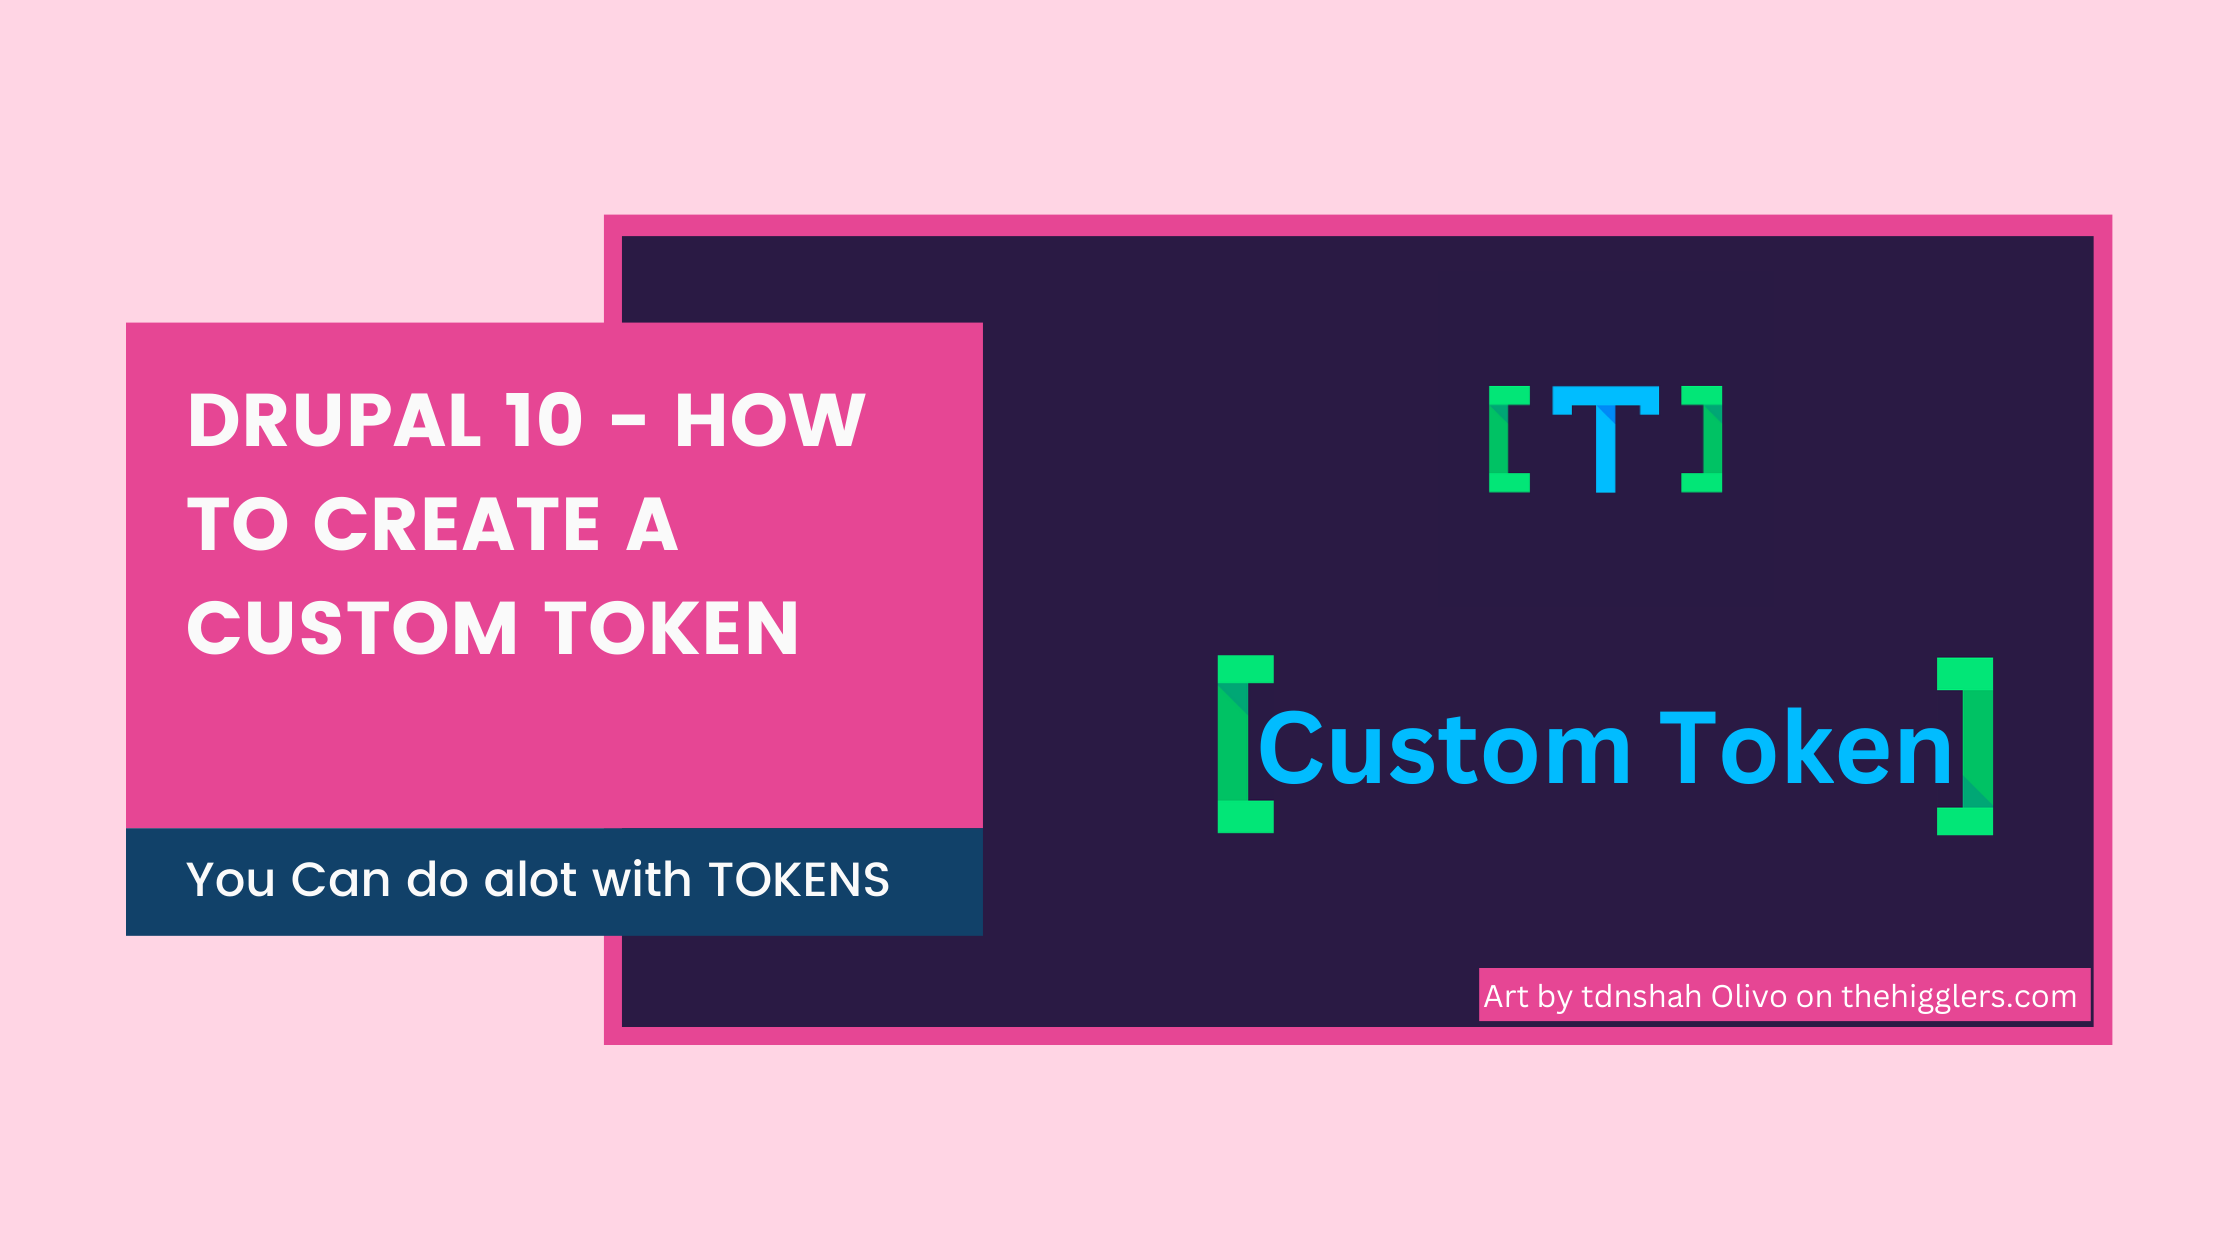 DRUPAL 10 - HOW
TO CREATE A
CUSTOM TOKEN
You Can do alot with TOKENS
[T]
[Custom Token]
Art by tdnshah Olivo on thehigglers.com